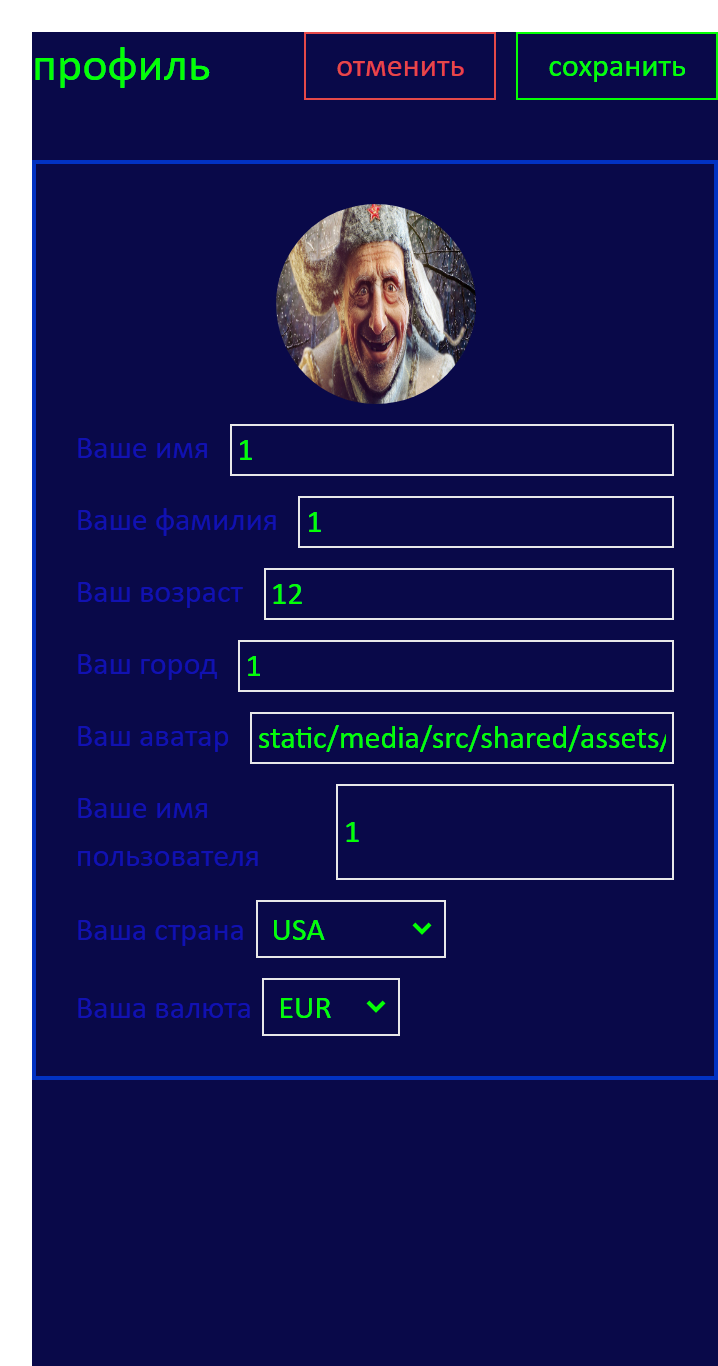 профиль отменить сохранить
Ваше имя 1
Ваше фамилия 1
Ваш возраст 12
Ваш город 1
Ваш аватар static/media/src/shared/assets/
Ваше имя
пользователя 1
Ваша страна USA
Ваша валюта EUR